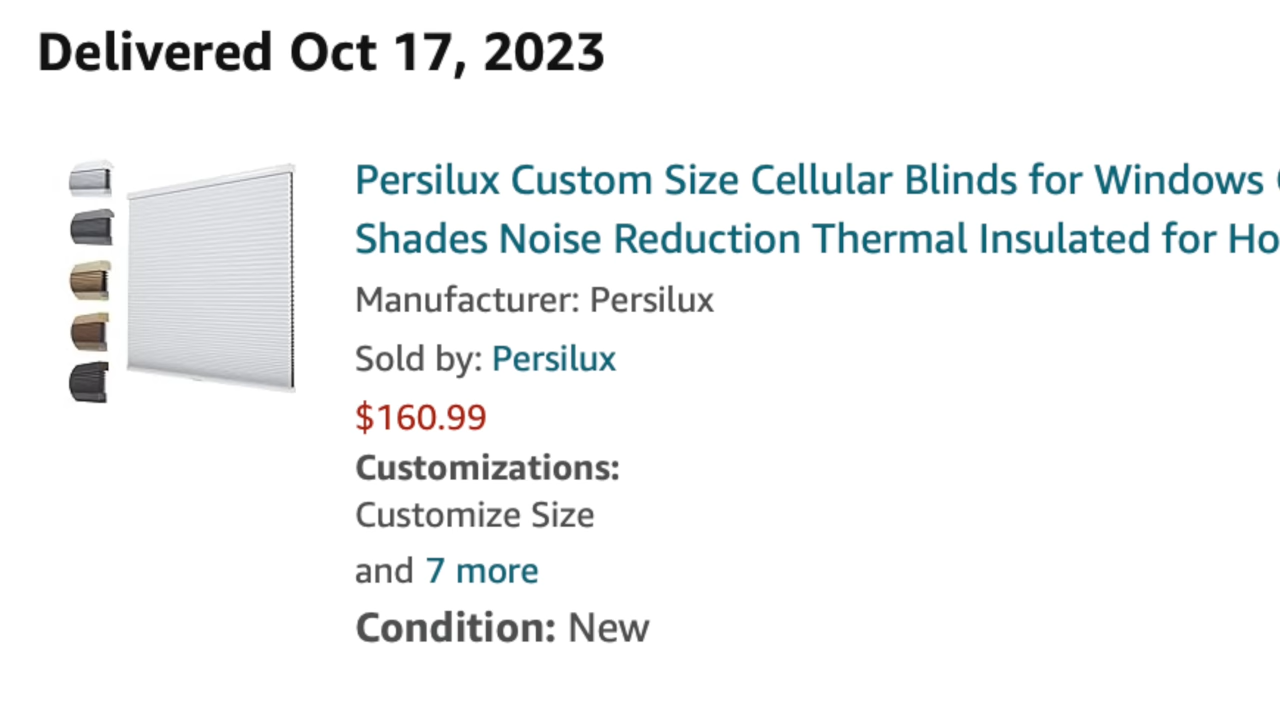 Delivered Oct 17, 2023
Persilux Custom Size Cellular Blinds for Windows
Shades Noise Reduction Thermal Insulated for Ho
Manufacturer: Persilux
Sold by: Persilux
$160.99
Customizations:
Customize Size
and 7 more
Condition: New